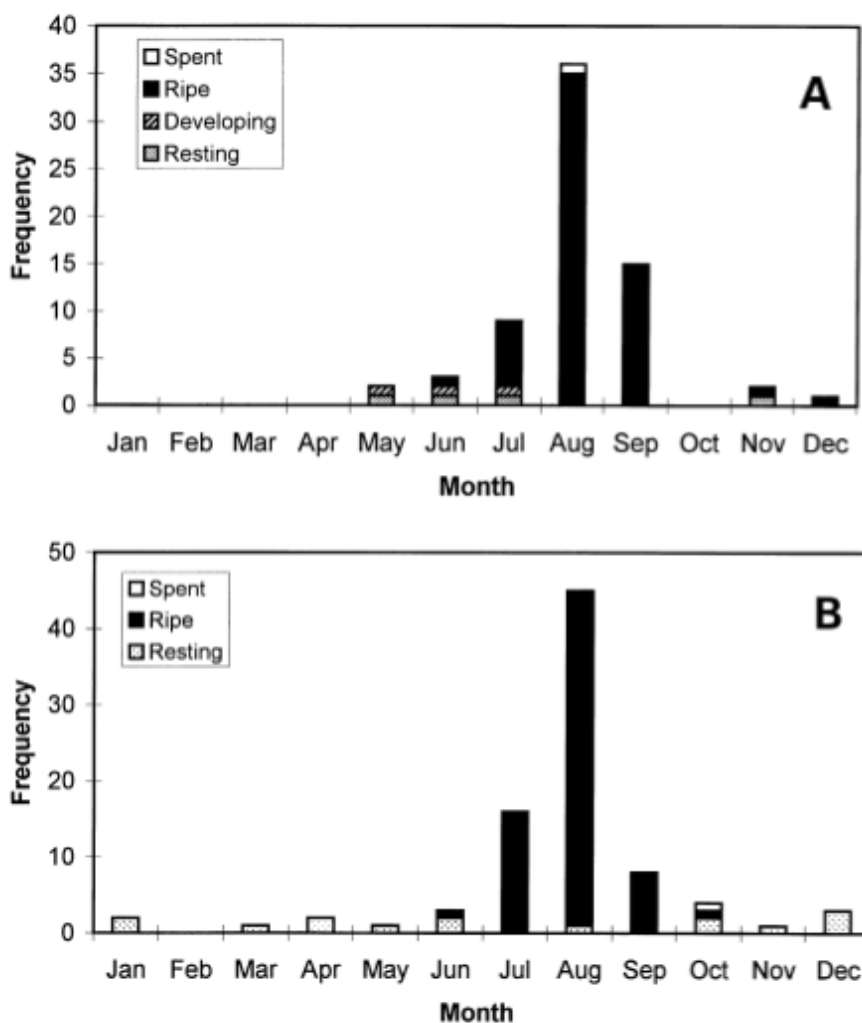 40
35
30
25
20
15
10
5
0
Frequency
Spent
Ripe
Developing
Resting
A
Jan Feb Mar Apr May Jun Jul Aug Sep Oct Nov Dec
Month
50
40
30
20
10
0
Frequency
Spent
Ripe
Resting
B
Jan Feb Mar Apr May Jun Jul Aug Sep Oct Nov Dec
Month